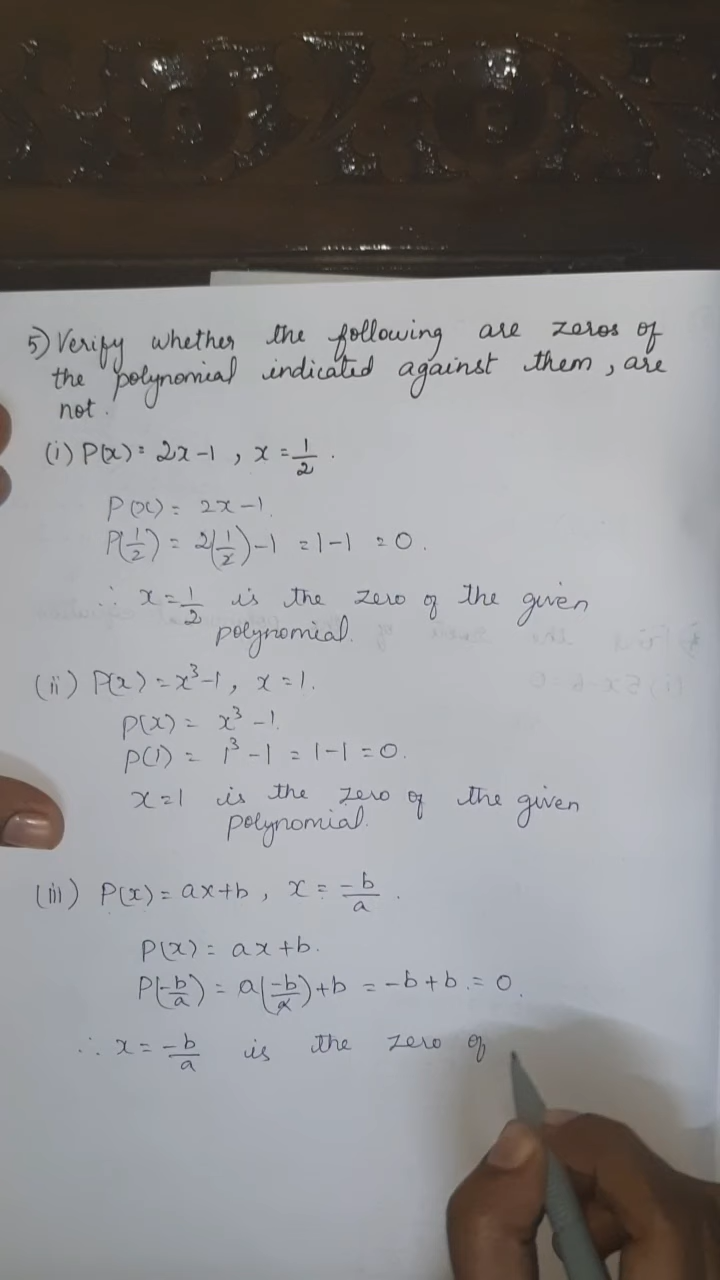 5) Verify whether the following are zeros of
the polynomial indicated against them, are
not.
(i) P(x) = 2x-1, x = 1/2.
P(x) = 2x-1.
P(1/2) = 2(1/2)-1 = 1-1 = 0.
∴ x = 1/2 is the zero of the given
polynomial.
(ii) P(x) = x³-1, x = 1.
P(x) = x³-1.
P(1) = 1³-1 = 1-1 = 0.
x=1 is the zero of the given
polynomial.
(iii) P(x) = ax+b, x = -b/a.
P(x) = ax+b.
P(-b/a) = a(-b/a)+b = -b+b = 0.
∴ x = -b/a is the zero of